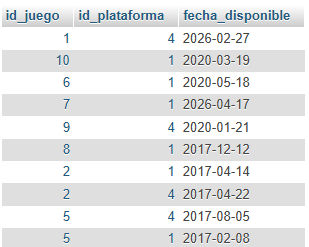 id_juego id_plataforma fecha_disponible
1 4 2026-02-27
10 1 2020-03-19
6 1 2020-05-18
7 1 2026-04-17
9 4 2020-01-21
8 1 2017-12-12
2 1 2017-04-14
2 4 2017-04-22
5 4 2017-08-05
5 1 2017-02-08